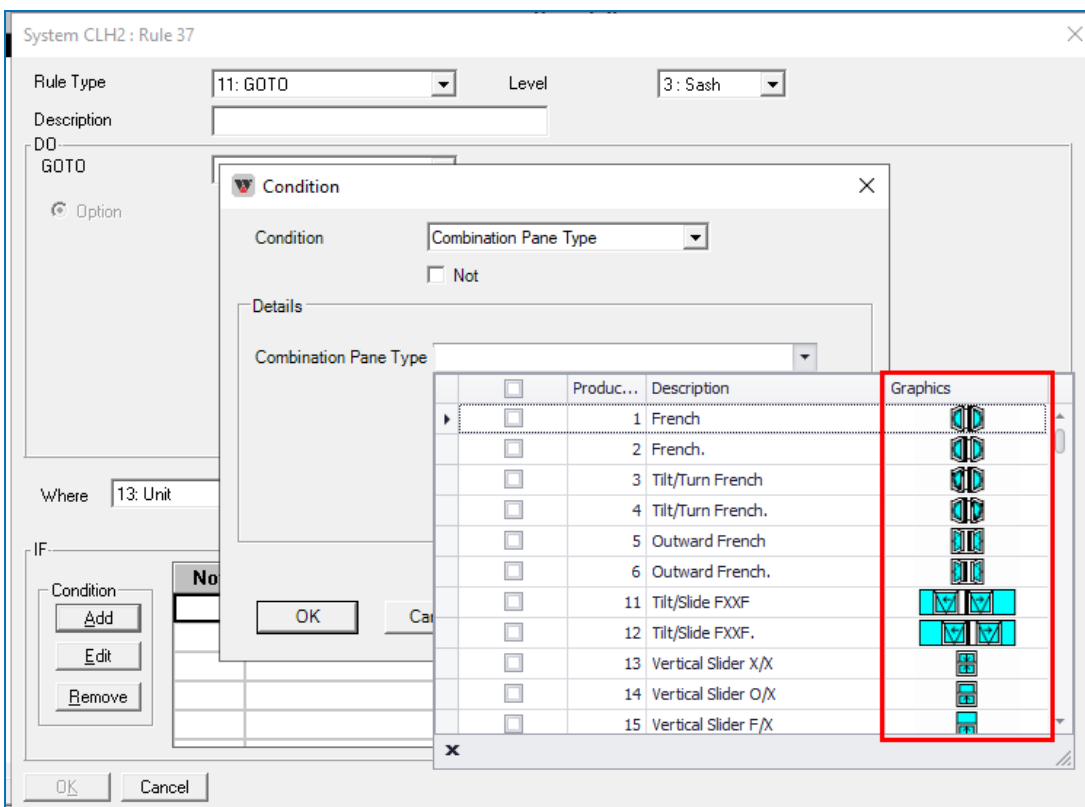 System CLH2 : Rule 37
Rule Type 11: GOTO Level 3 : Sash
Description
DO
GOTO
Option
Condition
Condition Combination Pane Type
Not
Details
Combination Pane Type
Produc... Description Graphics
1 French
2 French.
3 Tilt/Turn French
4 Tilt/Turn French.
5 Outward French
6 Outward French.
11 Tilt/Slide FXXF
12 Tilt/Slide FXXF.
13 Vertical Slider X/X
14 Vertical Slider O/X
15 Vertical Slider F/X
OK
Where 13: Unit
IF
Condition
Add
Edit
Remove
No
OK Cancel